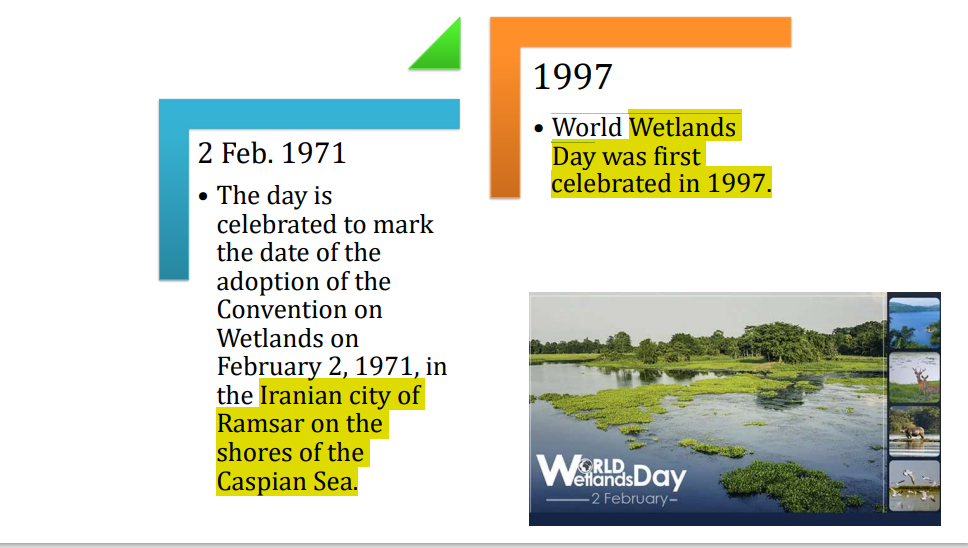 2 Feb. 1971
• The day is
celebrated to mark
the date of the
adoption of the
Convention on
Wetlands on
February 2, 1971, in
the Iranian city of
Ramsar on the
shores of the
Caspian Sea.
1997
• World Wetlands
Day was first
celebrated in 1997.
WORLD
WetlandsDay
2 February